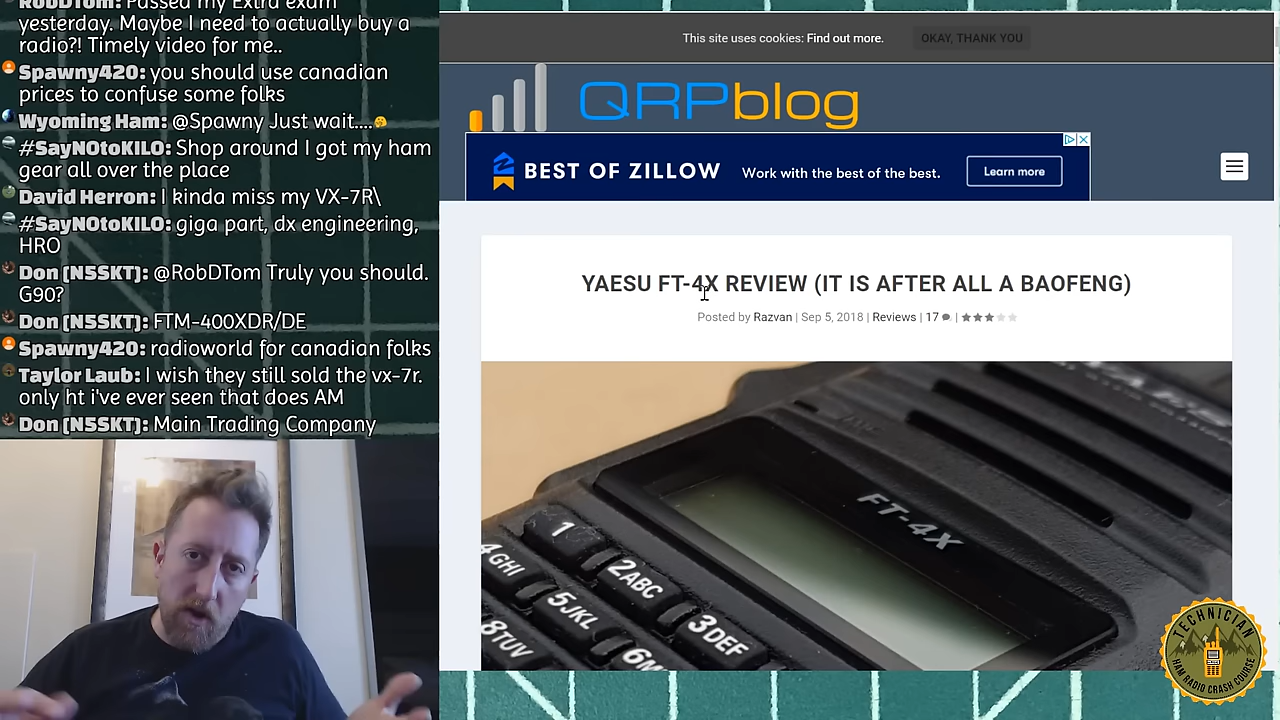 RobDTom: Passed my Extra exam
yesterday. Maybe I need to actually buy a
radio?! Timely video for me..
Spawny420: you should use canadian
prices to confuse some folks
Wyoming Ham: @Spawny Just wait....
#SayNOtoKILO: Shop around I got my ham
gear all over the place
David Herron: I kinda miss my VX-7R\
#SayNOtoKILO: giga part, dx engineering,
HRO
Don (N5SKT): @RobDTom Truly you should.
G90?
Don (N5SKT): FTM-400XDR/DE
Spawny420: radioworld for canadian folks
Taylor Laub: I wish they still sold the vx-7r.
only ht i've ever seen that does AM
Don (N5SKT): Main Trading Company
This site uses cookies: Find out more.
OKAY, THANK YOU
QRPblog
BEST OF ZILLOW
Work with the best of the best.
Learn more
YAESU FT-4X REVIEW (IT IS AFTER ALL A BAOFENG)
Posted by Razvan | Sep 5, 2018 | Reviews | 17 |
YAES
FT-4X
1
2ABC
3DEF
4GHI
5JKL
6M
8TUV
TECHNICIAN
HAM RADIO CRASH COURSE